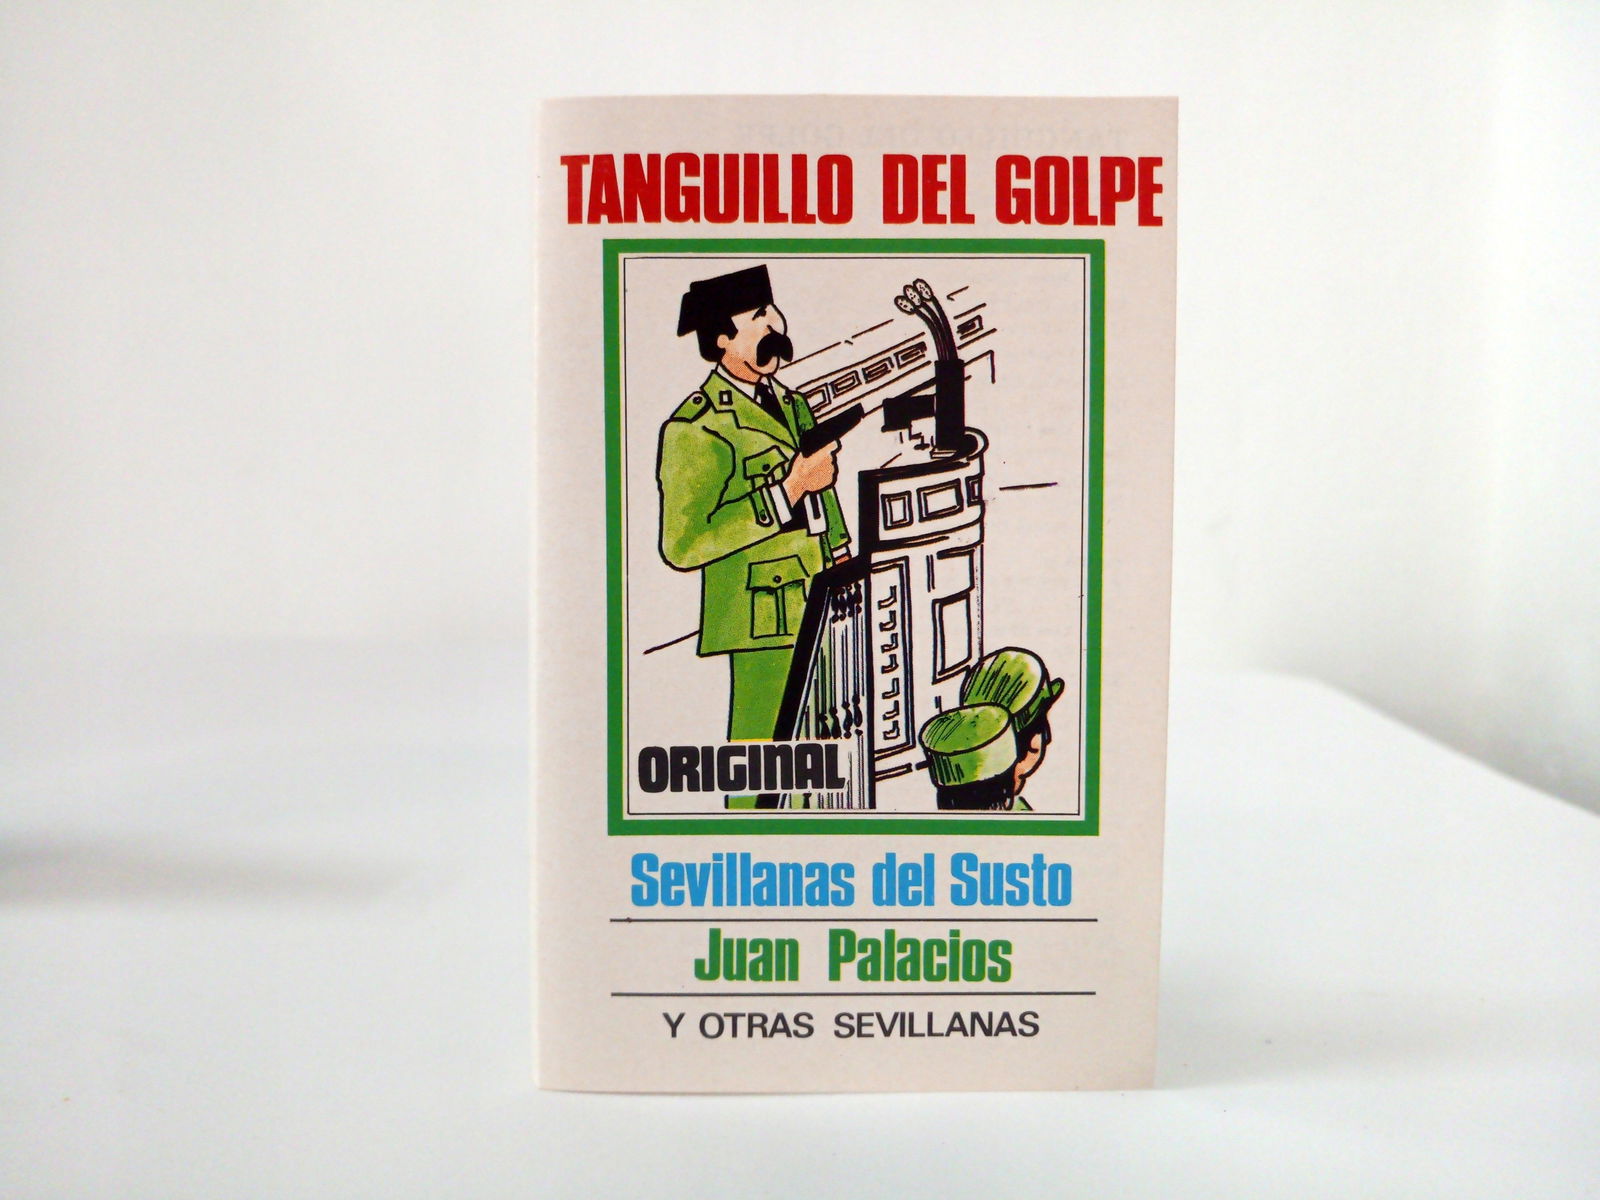 TANGUILLO DEL GOLPE
ORIGINAL
Sevillanas del Susto
Juan Palacios
Y OTRAS SEVILLANAS